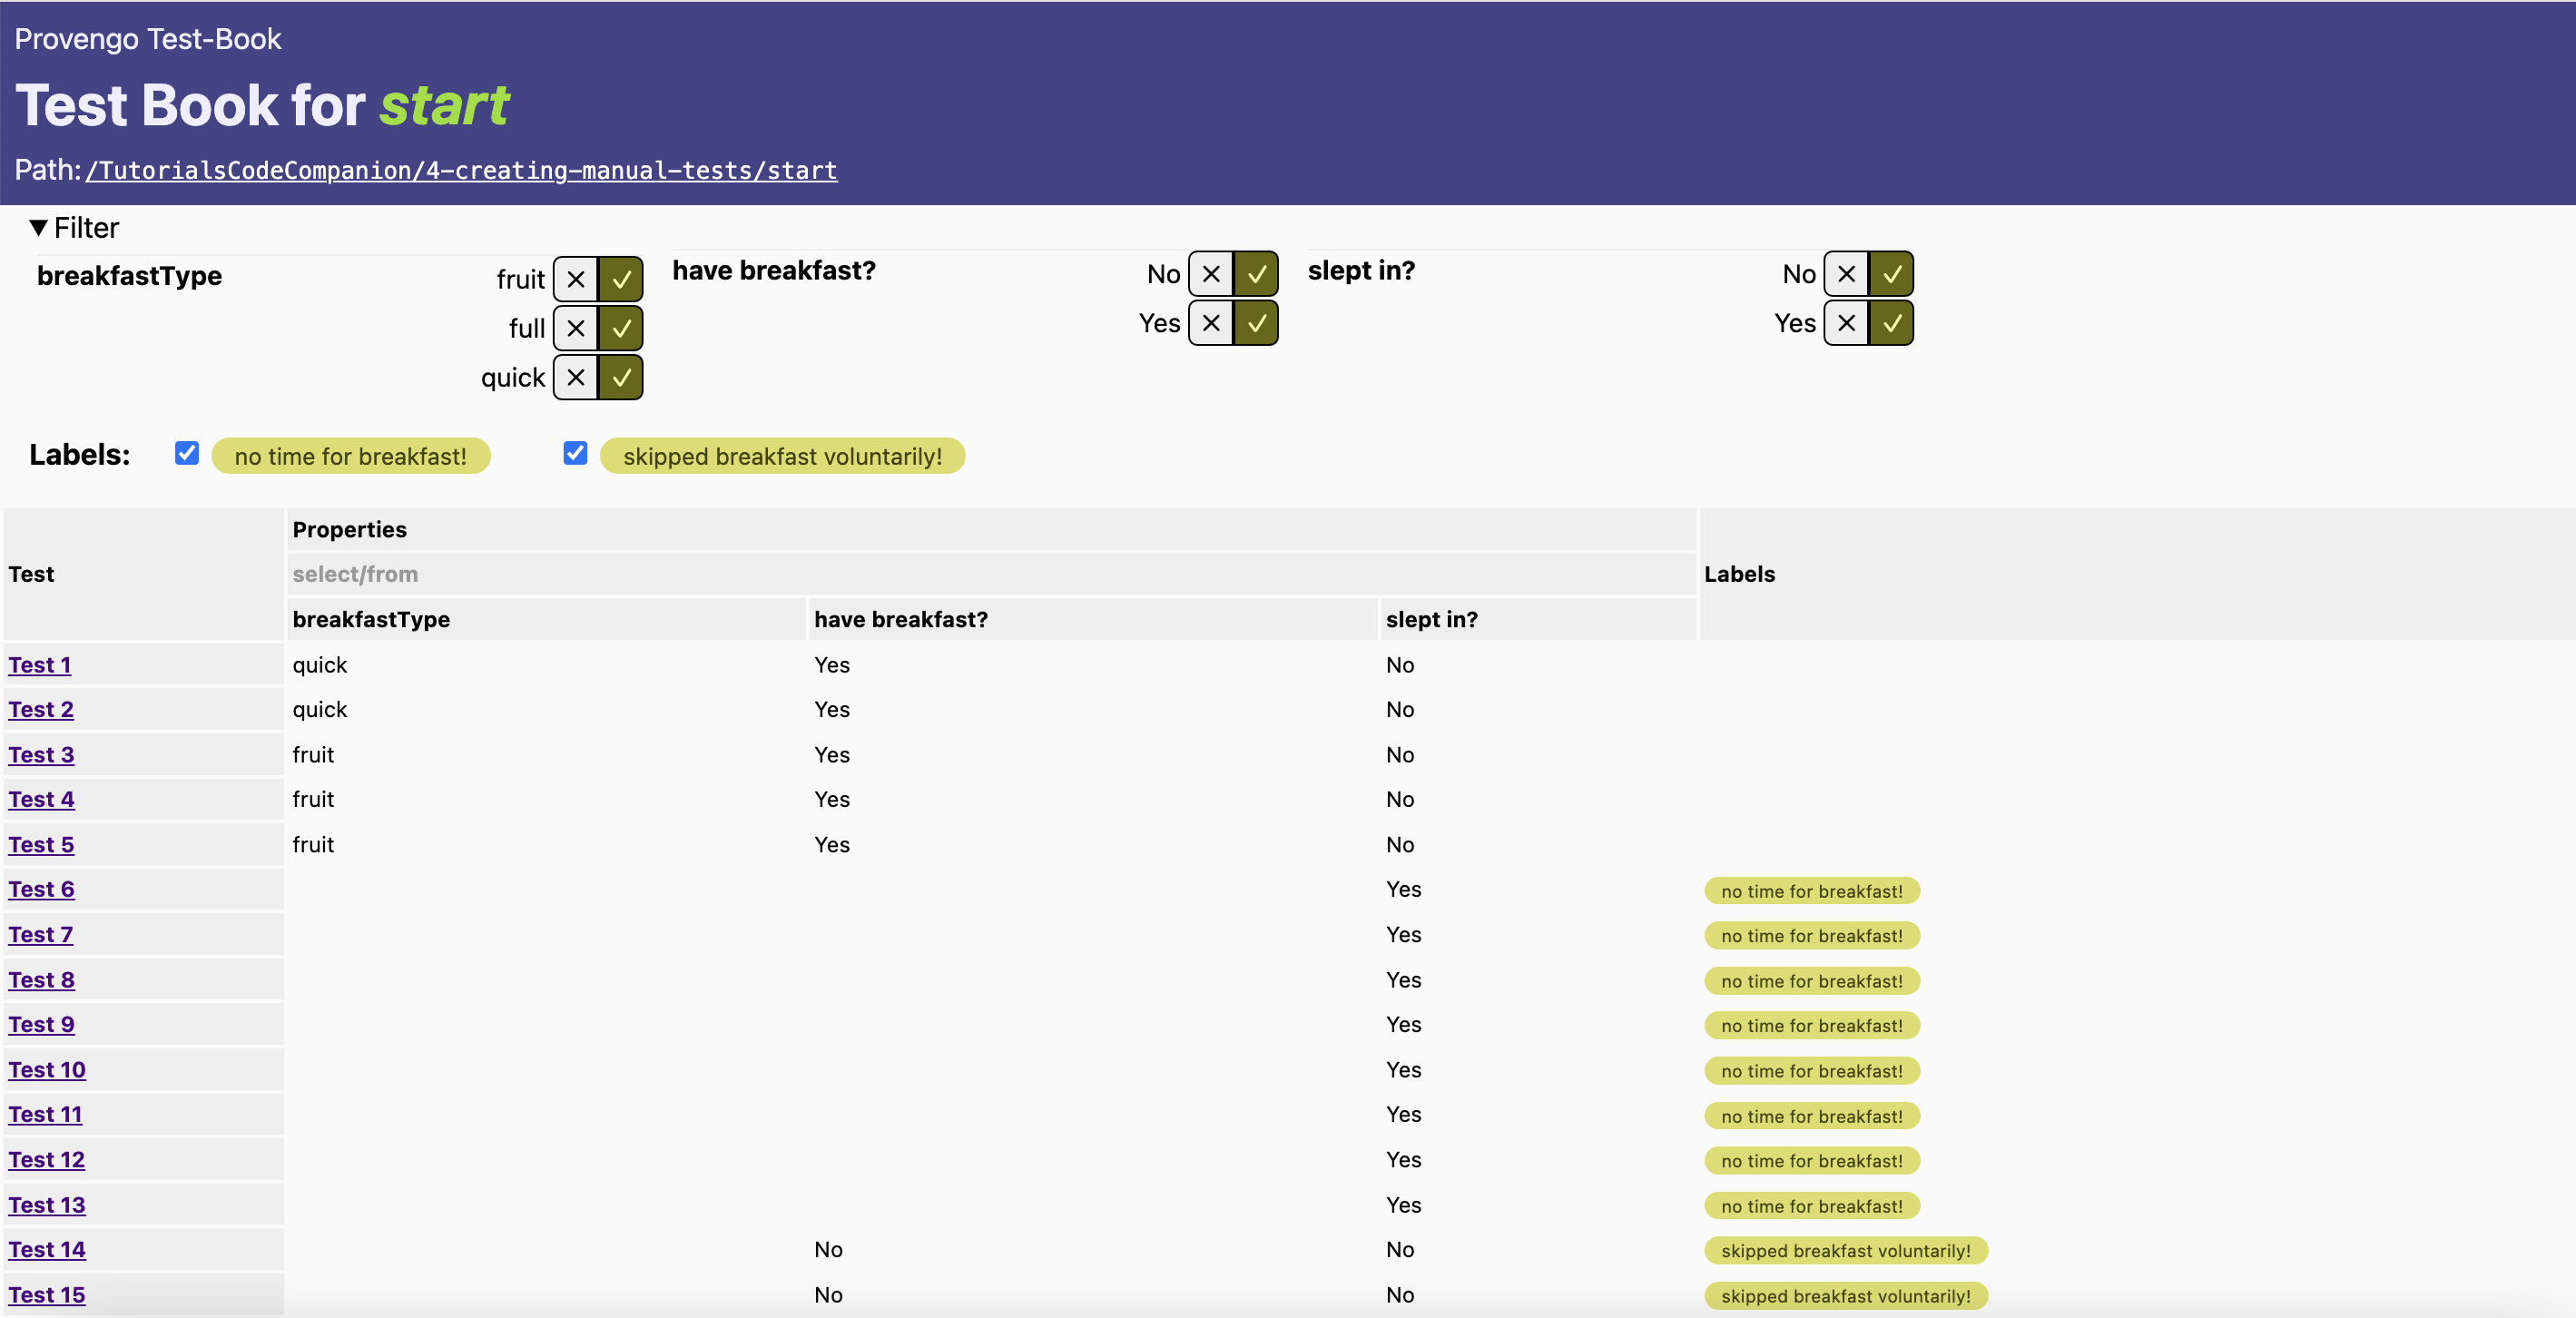 Provengo Test-Book
Test Book for start
Path: /TutorialsCodeCompanion/4-creating-manual-tests/start
▼ Filter
breakfastType fruit ✕ ✓ have breakfast? No ✕ ✓ slept in? No ✕ ✓
full ✕ ✓ Yes ✕ ✓ Yes ✕ ✓
quick ✕ ✓
Labels: no time for breakfast! skipped breakfast voluntarily!
Properties
Test select/from Labels
breakfastType have breakfast? slept in?
Test 1 quick Yes No
Test 2 quick Yes No
Test 3 fruit Yes No
Test 4 fruit Yes No
Test 5 fruit Yes No
Test 6 Yes no time for breakfast!
Test 7 Yes no time for breakfast!
Test 8 Yes no time for breakfast!
Test 9 Yes no time for breakfast!
Test 10 Yes no time for breakfast!
Test 11 Yes no time for breakfast!
Test 12 Yes no time for breakfast!
Test 13 Yes no time for breakfast!
Test 14 No No skipped breakfast voluntarily!
Test 15 No No skipped breakfast voluntarily!